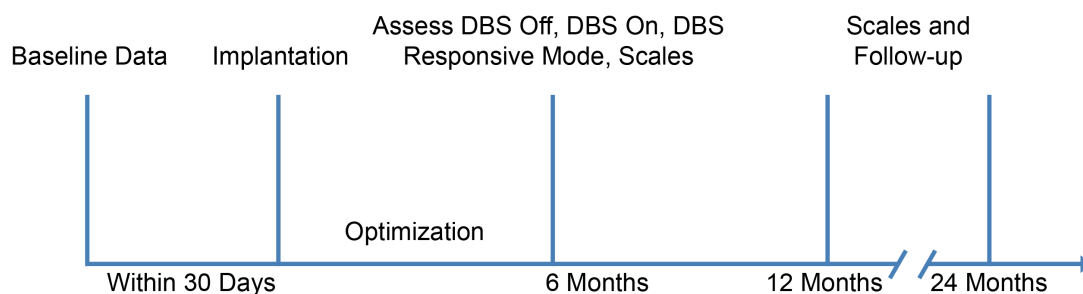 Baseline Data
Implantation
Assess DBS Off, DBS On, DBS
Responsive Mode, Scales
Scales and
Follow-up
Optimization
Within 30 Days
6 Months
12 Months
24 Months